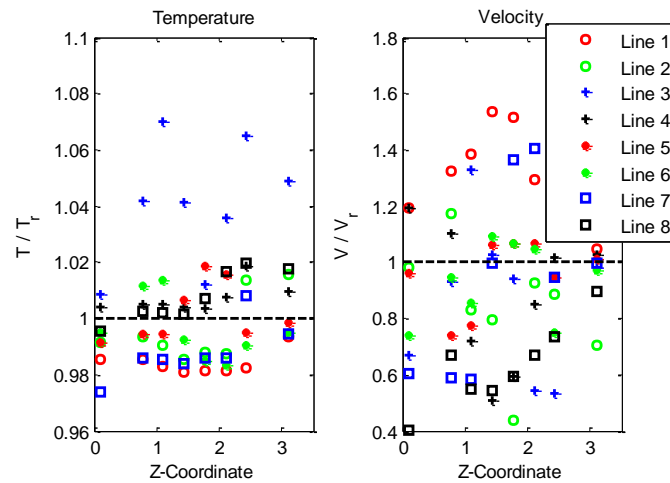 Temperature
Velocity
1.1
1.08
1.06
1.04
1.02
1
0.98
0.96
T / T_r
0
1
2
3
Z-Coordinate
2
1.8
1.6
1.4
1.2
1
0.8
0.6
0.4
V / V_r
0
1
2
3
Z-Coordinate
Line 1
Line 2
Line 3
Line 4
Line 5
Line 6
Line 7
Line 8